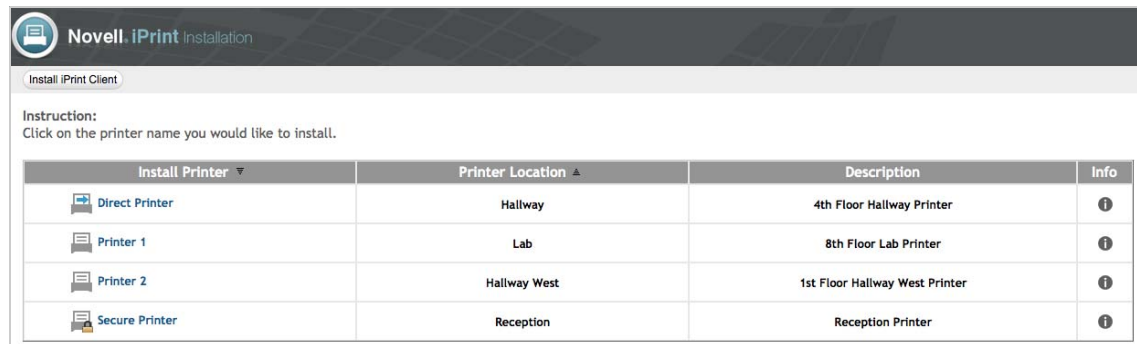 Novell iPrint Installation
Install iPrint Client
Instruction:
Click on the printer name you would like to install.
Install Printer Printer Location Description Info
Direct Printer Hallway 4th Floor Hallway Printer
Printer 1 Lab 8th Floor Lab Printer
Printer 2 Hallway West 1st Floor Hallway West Printer
Secure Printer Reception Reception Printer